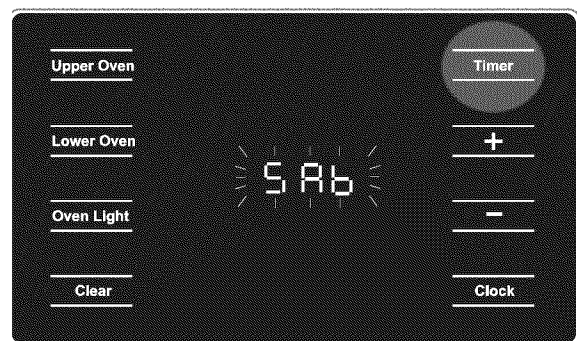 Upper Oven
Timer
Lower Oven
+
SAb
Oven Light
-
Clear
Clock